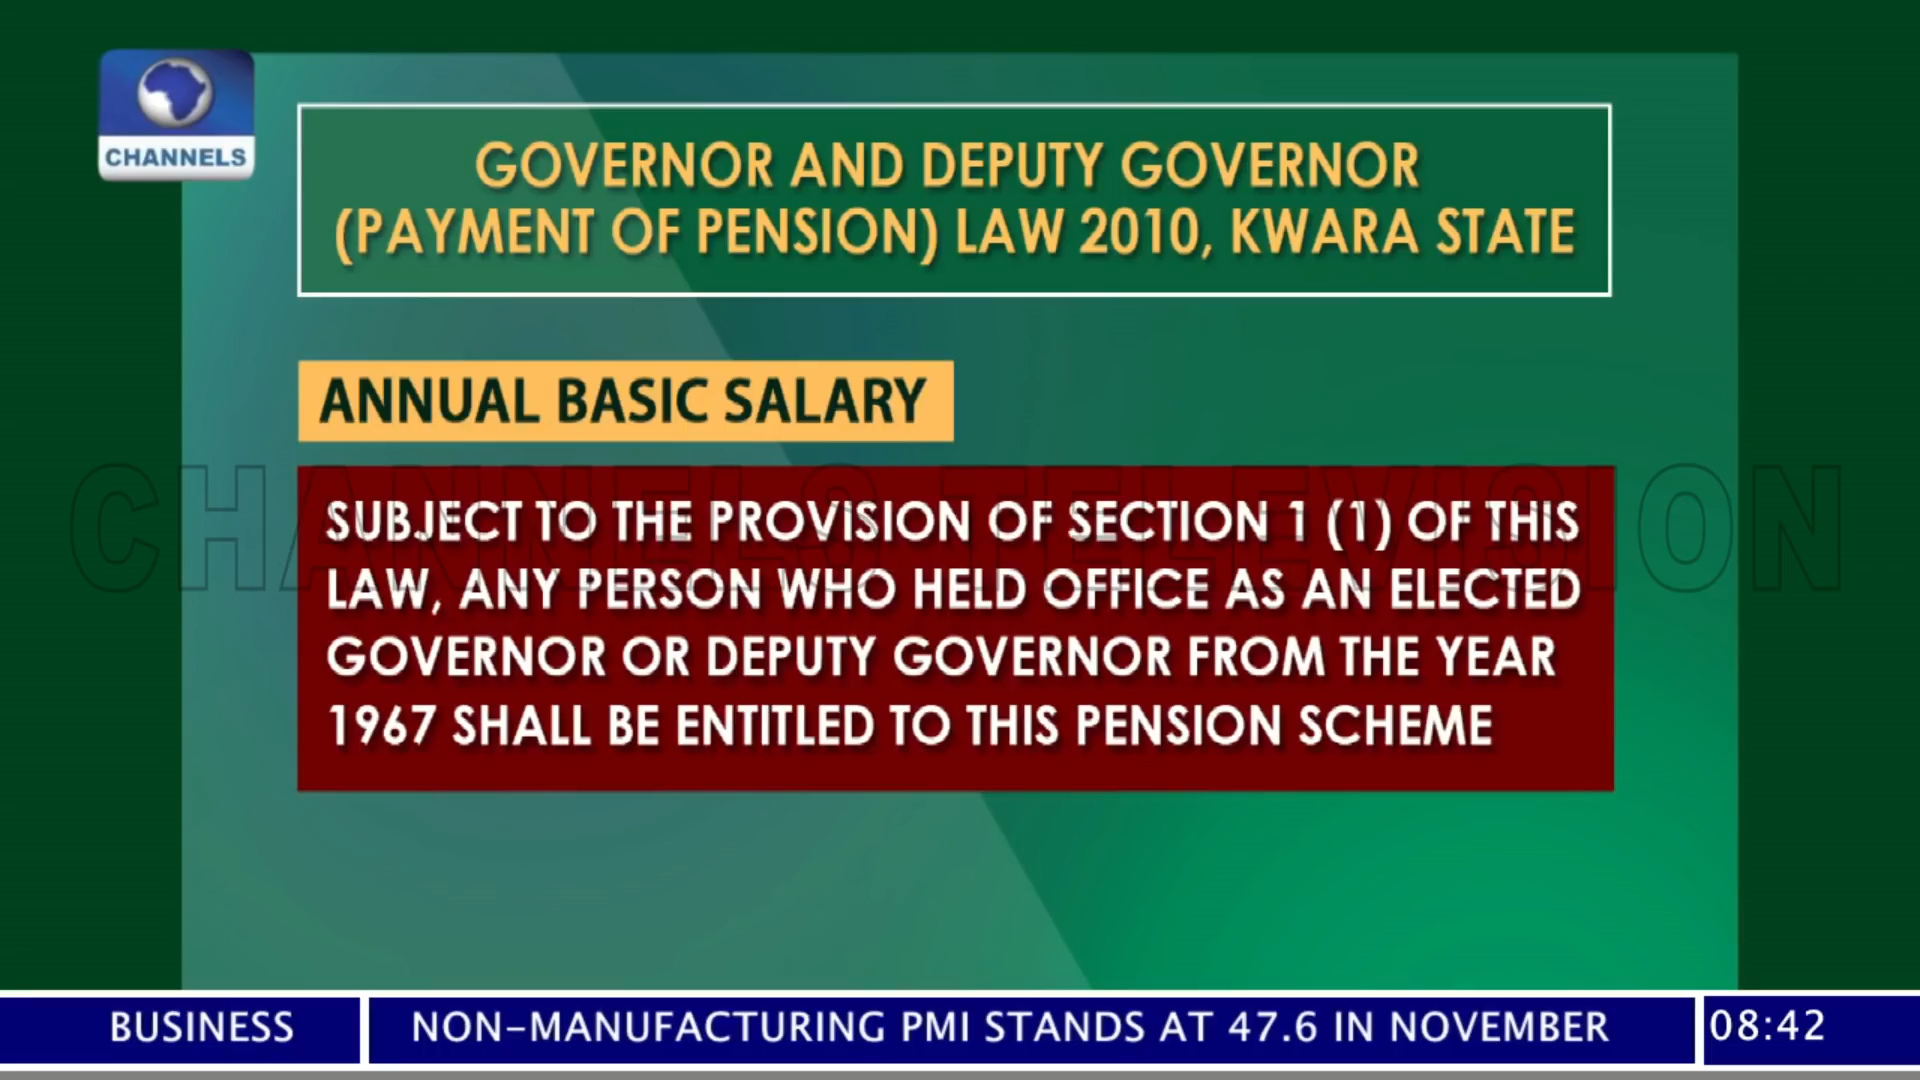 CHANNELS
GOVERNOR AND DEPUTY GOVERNOR
(PAYMENT OF PENSION) LAW 2010, KWARA STATE
ANNUAL BASIC SALARY
CHANNELS TELEVISION
SUBJECT TO THE PROVISION OF SECTION 1 (1) OF THIS
LAW, ANY PERSON WHO HELD OFFICE AS AN ELECTED
GOVERNOR OR DEPUTY GOVERNOR FROM THE YEAR
1967 SHALL BE ENTITLED TO THIS PENSION SCHEME
BUSINESS
NON-MANUFACTURING PMI STANDS AT 47.6 IN NOVEMBER
08:42